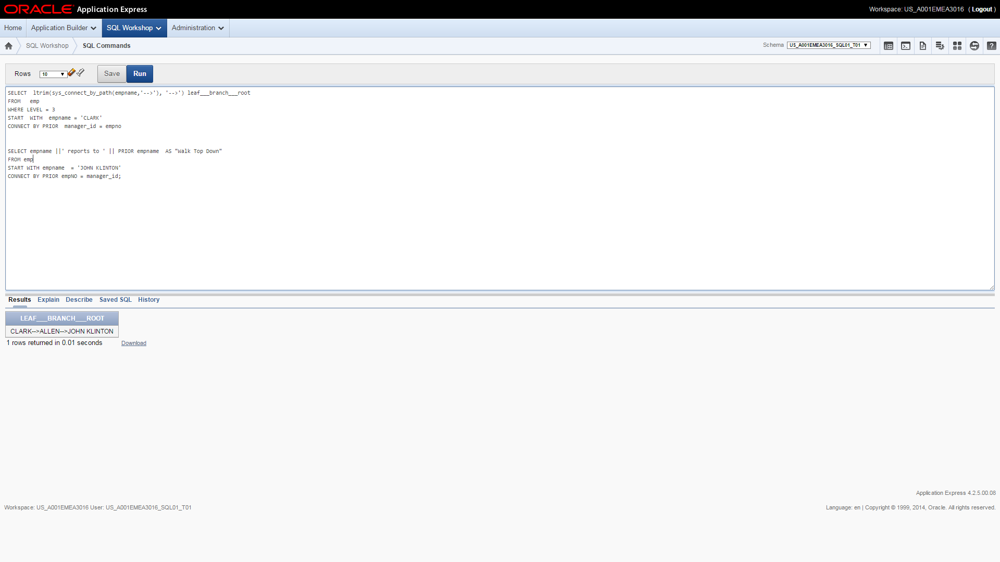 ORACLE Application Express
Workspace: US_A001EMEA3016 ( Logout )
Home Application Builder SQL Workshop Administration
SQL Workshop SQL Commands
Schema US_A001EMEA3016_SQL01_T01
Rows 10 Save Run
SELECT  ltrim(sys_connect_by_path(empname,'-->'), '-->') leaf___branch___root
FROM   emp
WHERE LEVEL = 3
START  WITH  empname = 'CLARK'
CONNECT BY PRIOR  manager_id = empno
SELECT empname ||' reports to ' || PRIOR empname  AS "Walk Top Down"
FROM emp
START WITH empname  = 'JOHN KLINTON'
CONNECT BY PRIOR empNO = manager_id;
Results Explain Describe Saved SQL History
LEAF___BRANCH___ROOT
CLARK-->ALLEN-->JOHN KLINTON
1 rows returned in 0.01 seconds Download
Application Express 4.2.5.00.08
Workspace: US_A001EMEA3016 User: US_A001EMEA3016_SQL01_T01
Language: en | Copyright © 1999, 2014, Oracle. All rights reserved.